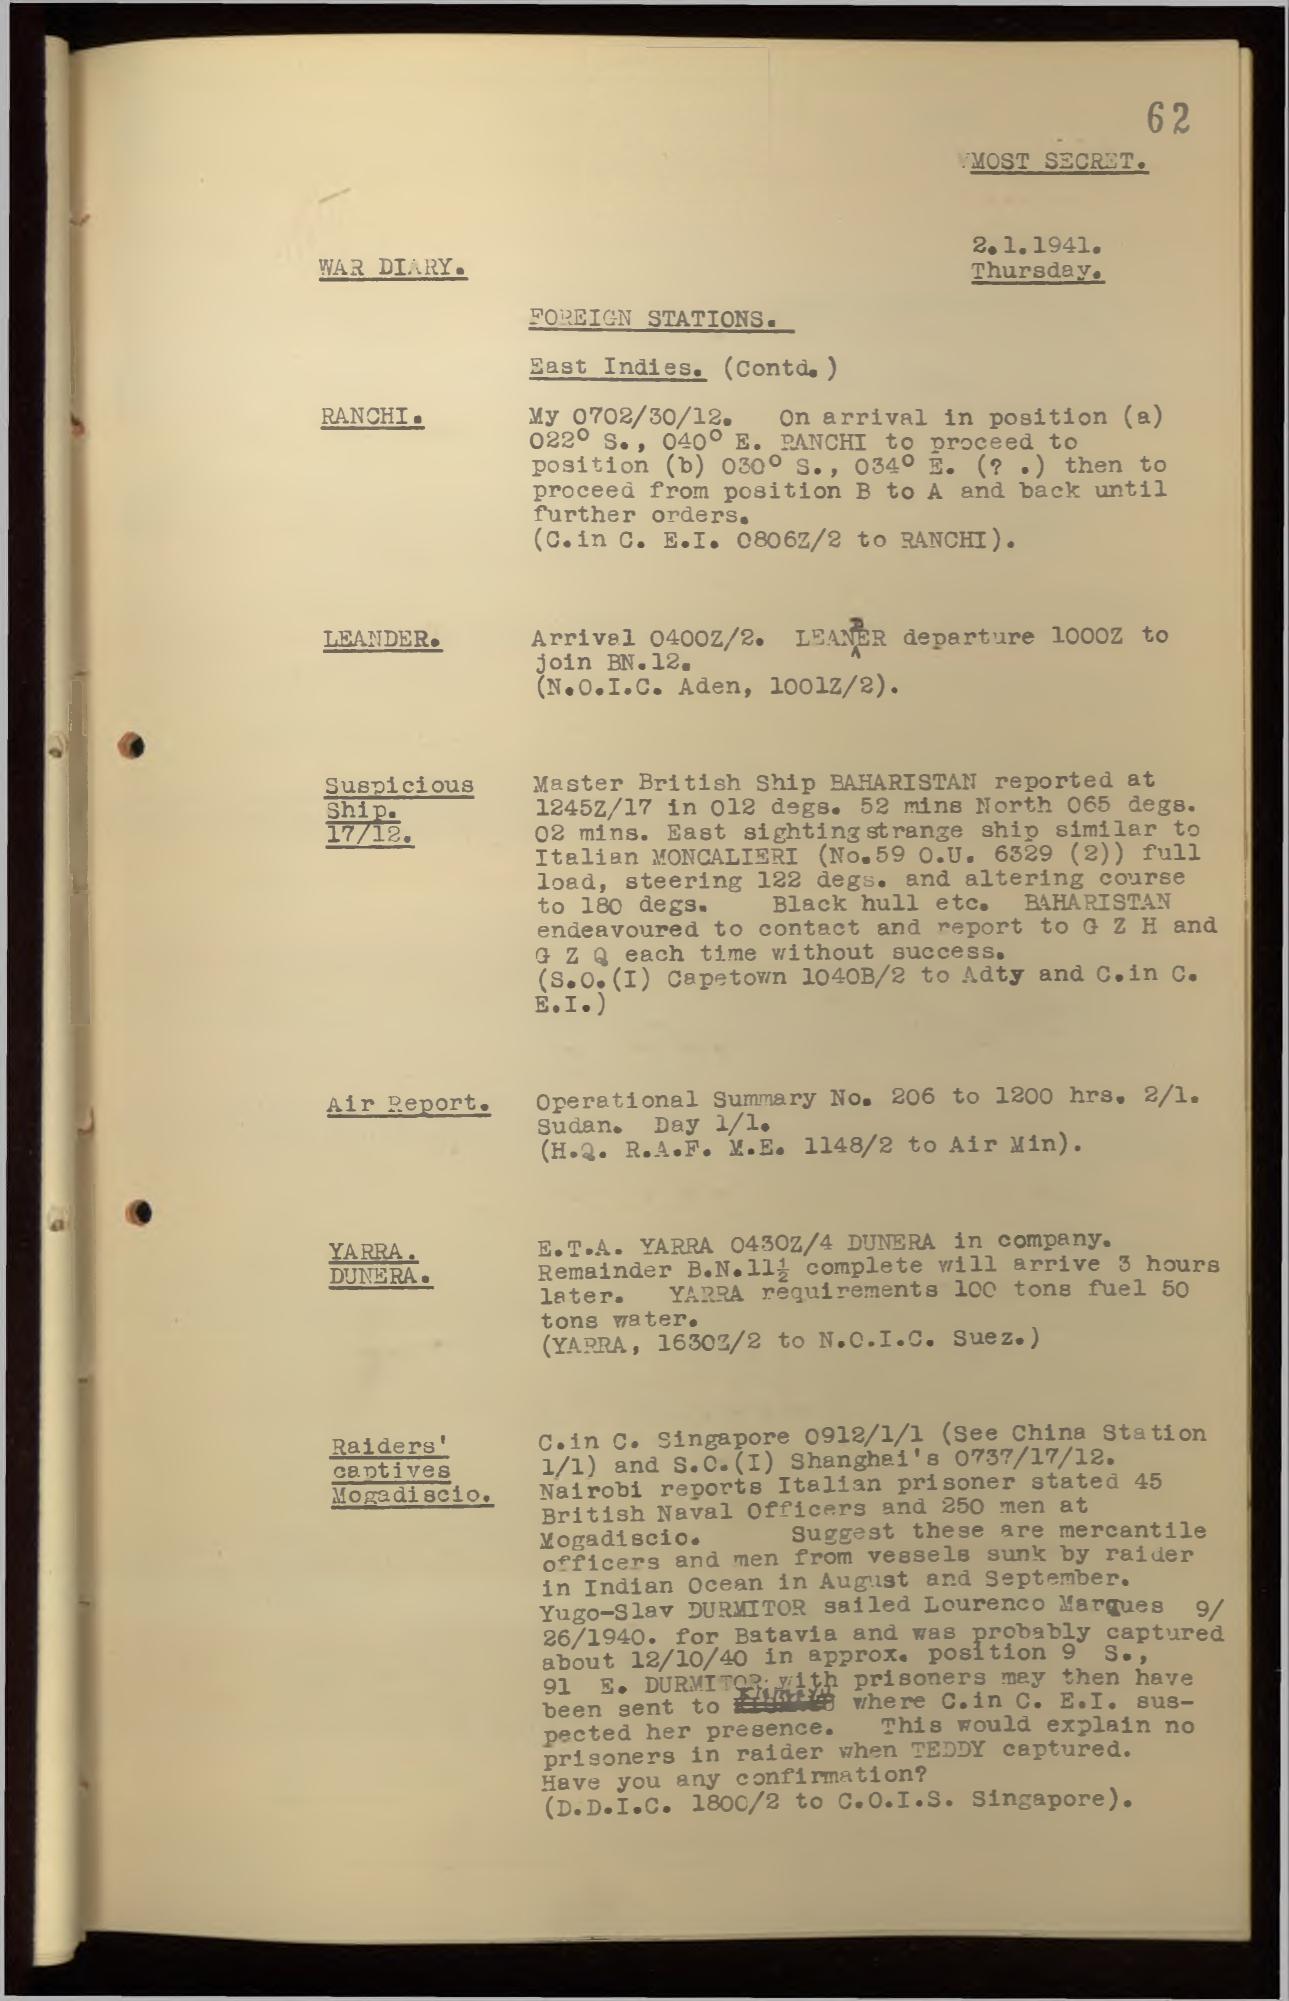 62
MOST SECRET.
2.1.1941.
Thursday.
WAR DIARY.
FOREIGN STATIONS.
East Indies. (Contd.)
RANCHI.
My 0702/30/12. On arrival in position (a)
022° S., 040° E. RANCHI to proceed to
position (b) 030° S., 034° E. (? .) then to
proceed from position B to A and back until
further orders.
(C.in C. E.I. 0806Z/2 to RANCHI).
LEANDER.
Arrival 0400Z/2. LEANDER departure 1000Z to
join BN.12.
(N.O.I.C. Aden, 1001Z/2).
Suspicious
Ship.
17/12.
Master British Ship BAHARISTAN reported at
1245Z/17 in 012 degs. 52 mins North 065 degs.
02 mins. East sighting strange ship similar to
Italian MONCALIERI (No.59 O.U. 6329 (2)) full
load, steering 122 degs. and altering course
to 180 degs. Black hull etc. BAHARISTAN
endeavoured to contact and report to G Z H and
G Z Q each time without success.
(S.O.(I) Capetown 1040B/2 to Adty and C.in C.
E.I.)
Air Report.
Operational Summary No. 206 to 1200 hrs. 2/1.
Sudan. Day 1/1.
(H.Q. R.A.F. M.E. 1148/2 to Air Min).
YARRA.
DUNERA.
E.T.A. YARRA 0430Z/4 DUNERA in company.
Remainder B.N.11½ complete will arrive 3 hours
later. YARRA requirements 100 tons fuel 50
tons water.
(YARRA, 1630Z/2 to N.O.I.C. Suez.)
Raiders'
captives
Mogadiscio.
C.in C. Singapore 0912/1/1 (See China Station
1/1) and S.O.(I) Shanghai's 0737/17/12.
Nairobi reports Italian prisoner stated 45
British Naval Officers and 250 men at
Mogadiscio. Suggest these are mercantile
officers and men from vessels sunk by raider
in Indian Ocean in August and September.
Yugo-Slav DURMITOR sailed Lourenco Marques 9/
26/1940. for Batavia and was probably captured
about 12/10/40 in approx. position 9 S.,
91 E. DURMITOR with prisoners may then have
been sent to where C.in C. E.I. sus-
pected her presence. This would explain no
prisoners in raider when TEDDY captured.
Have you any confirmation?
(D.D.I.C. 1800/2 to C.O.I.S. Singapore).